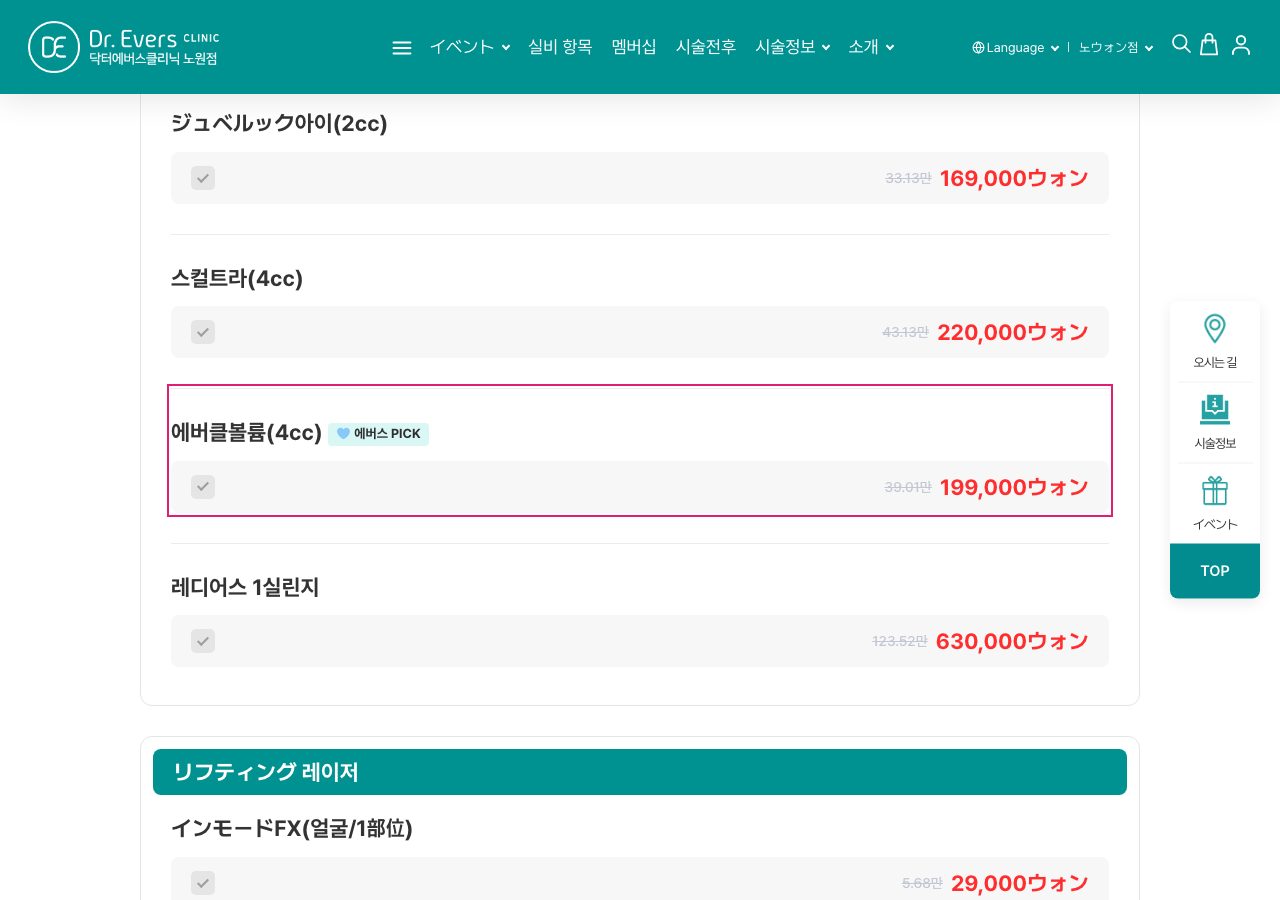 Dr. Evers CLINIC
닥터에버스클리닉 노원점
イベント 실비 항목 멤버십 시술전후 시술정보 소개
Language | 노ウォン점
ジュベルック아이(2cc)
33.13만 169,000ウォン
스컬트라(4cc)
43.13만 220,000ウォン
에버클볼륨(4cc) 에버스 PICK
39.01만 199,000ウォン
레디어스 1실린지
123.52만 630,000ウォン
リフティング 레이저
インモードFX(얼굴/1部位)
5.68만 29,000ウォン
오시는 길
시술정보
イベント
TOP